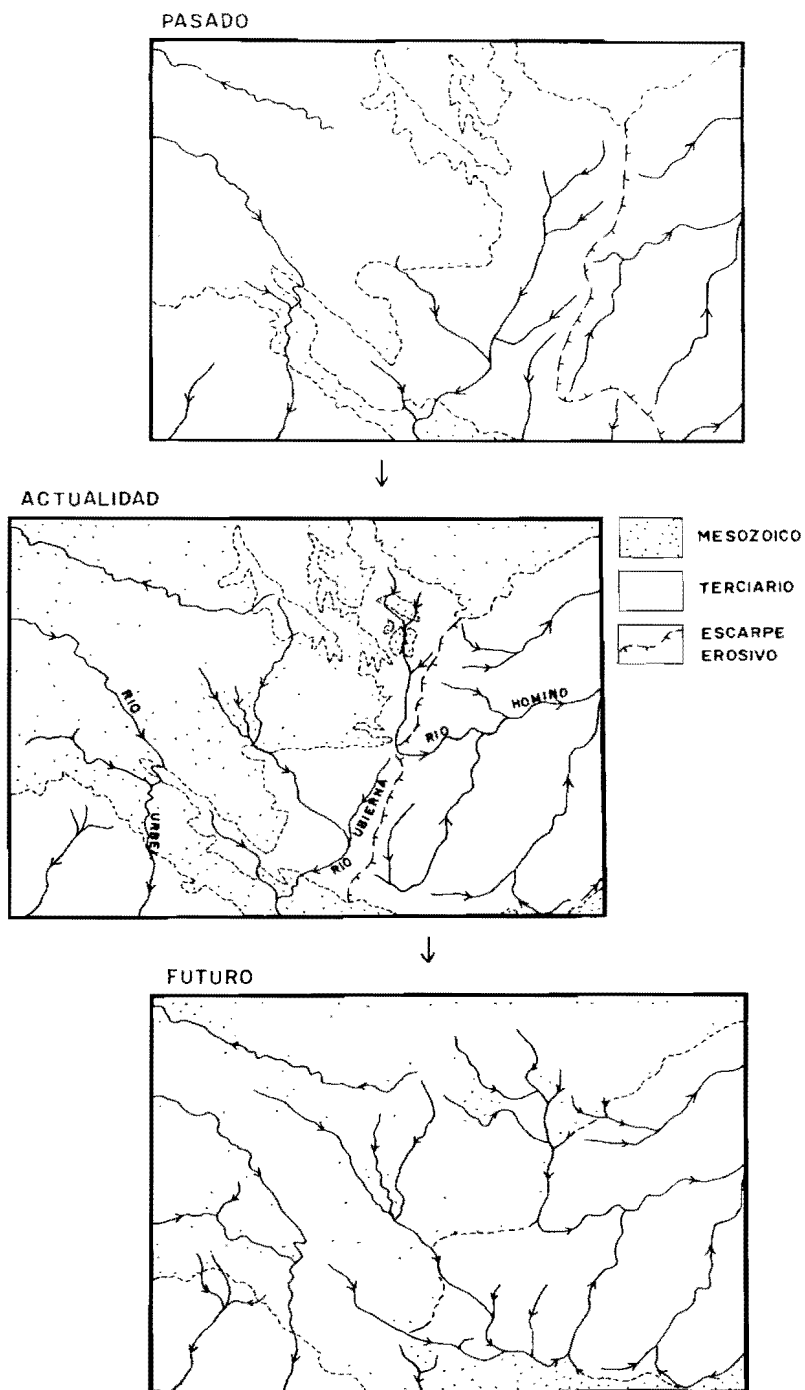 PASADO
ACTUALIDAD
MESOZOICO
TERCIARIO
ESCARPE
EROSIVO
RIO
HOMINO
RIO
UBIERNA
URBEL
RIO
FUTURO